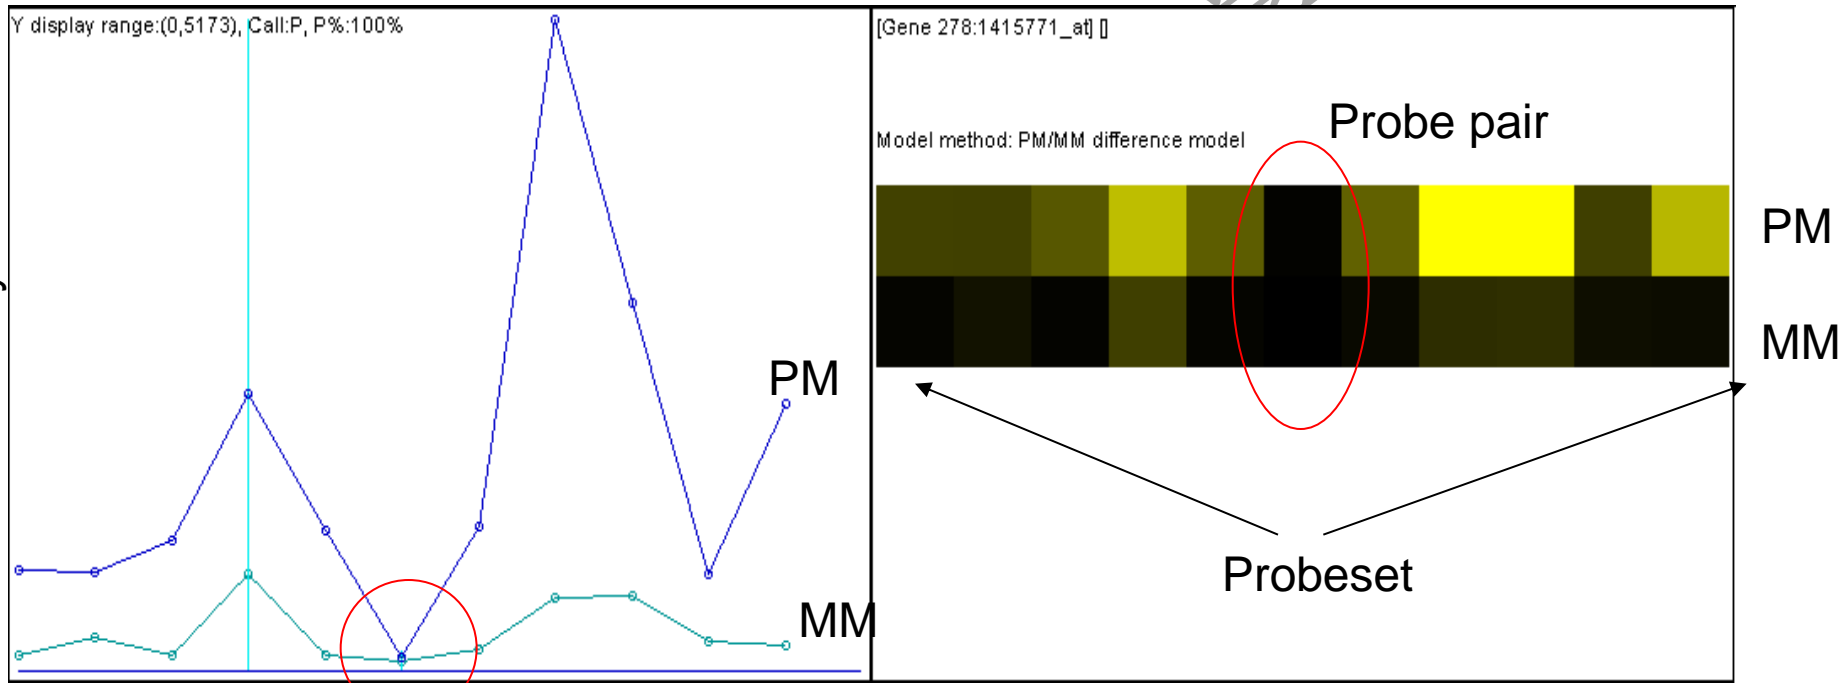 Y display range:(0,5173), Call:P, P%:100%
[Gene 278:1415771_at] []
Probe pair
Model method: PM/MM difference model
PM
MM
PM
MM
Probeset